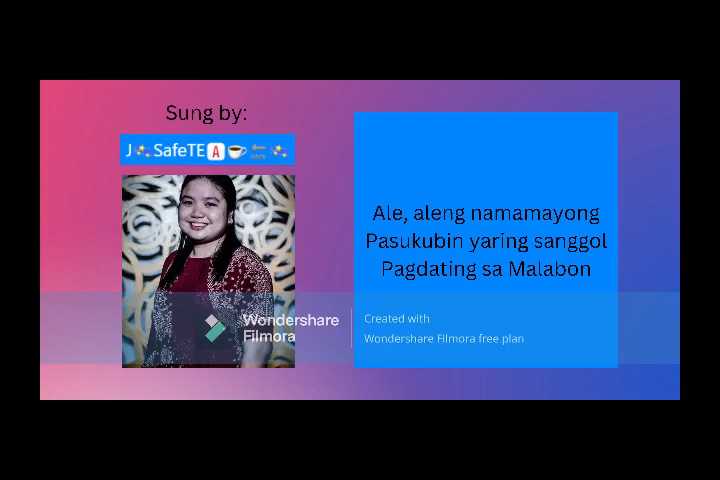 Sung by:
J✨SafeTE🅰️☕🔙✨
Ale, aleng namamayong
Pasukubin yaring sanggol
Pagdating sa Malabon
Wondershare
Filmora
Created with
Wondershare Filmora free plan